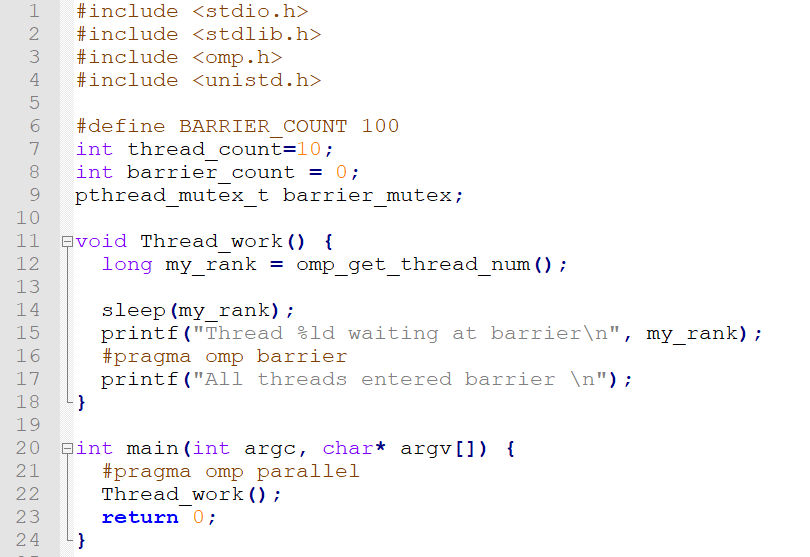 1 #include <stdio.h>
2 #include <stdlib.h>
3 #include <omp.h>
4 #include <unistd.h>
5
6 #define BARRIER_COUNT 100
7 int thread_count=10;
8 int barrier_count = 0;
9 pthread_mutex_t barrier_mutex;
10
11 void Thread_work() {
12 long my_rank = omp_get_thread_num();
13
14 sleep(my_rank);
15 printf("Thread %ld waiting at barrier\n", my_rank);
16 #pragma omp barrier
17 printf("All threads entered barrier \n");
18 }
19
20 int main(int argc, char* argv[]) {
21 #pragma omp parallel
22 Thread_work();
23 return 0;
24 }